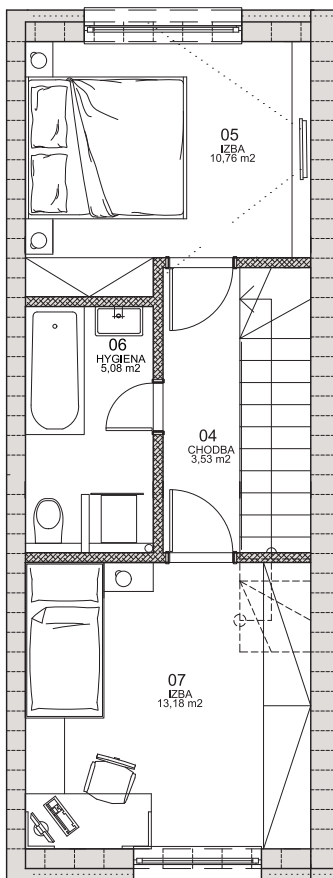 05
IZBA
10,76 m2
06
HYGIENA
5,08 m2
04
CHODBA
3,53 m2
07
IZBA
13,18 m2